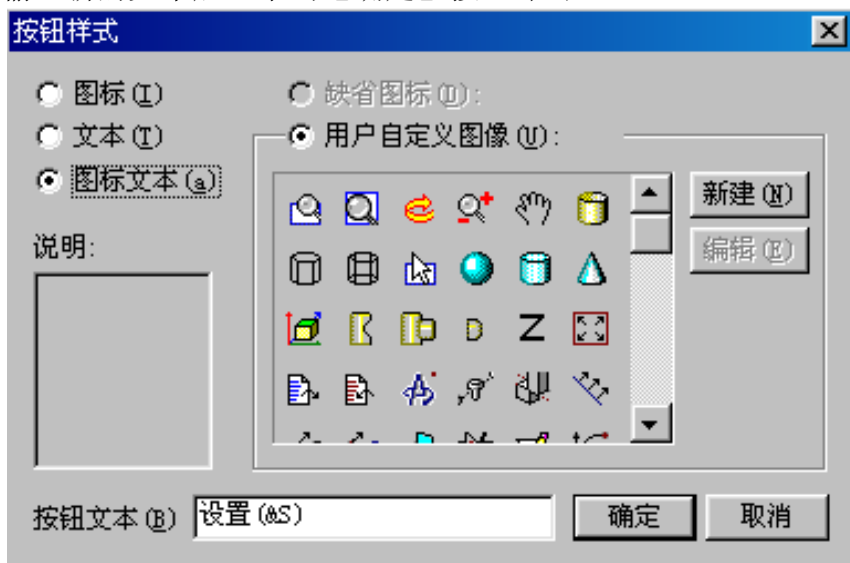 按钮样式
图标(I)
缺省图标(D):
文本(T)
用户自定义图像(U):
图标文本(a)
新建(N)
编辑(E)
说明:
按钮文本(B)
设置(&S)
确定
取消